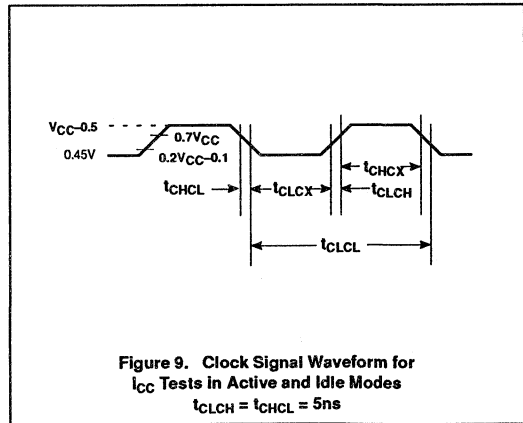 VCC–0.5
0.7VCC
0.45V
0.2VCC–0.1
tCHCX
tCHCL
tCLCX
tCLCH
tCLCL
Figure 9. Clock Signal Waveform for
ICC Tests in Active and Idle Modes
tCLCH = tCHCL = 5ns